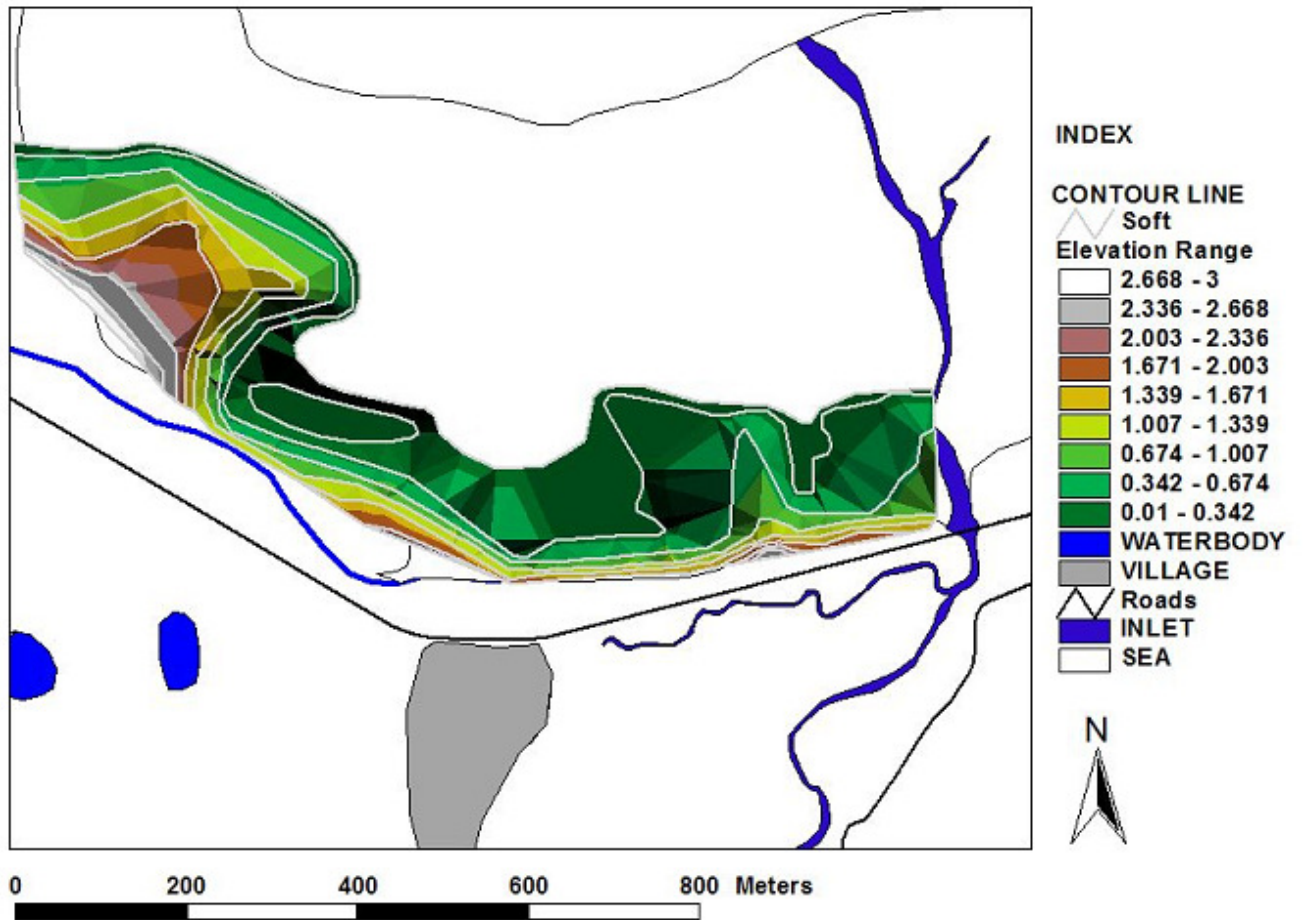 INDEX
CONTOUR LINE
Soft
Elevation Range
2.668 - 3
2.336 - 2.668
2.003 - 2.336
1.671 - 2.003
1.339 - 1.671
1.007 - 1.339
0.674 - 1.007
0.342 - 0.674
0.01 - 0.342
WATERBODY
VILLAGE
Roads
INLET
SEA
N
0 200 400 600 800 Meters